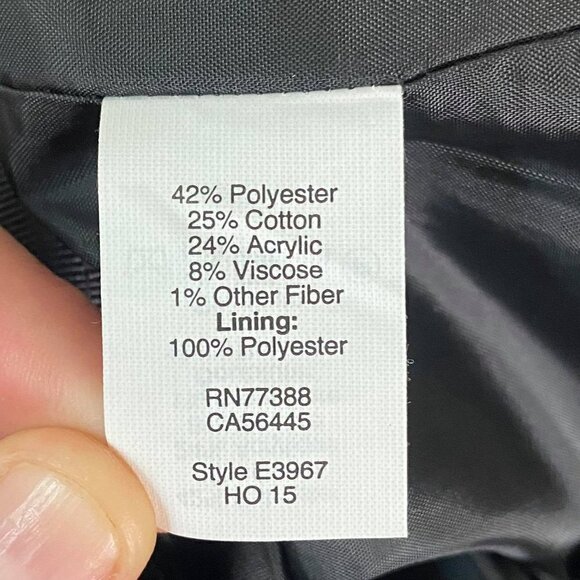 42% Polyester
25% Cotton
24% Acrylic
8% Viscose
1% Other Fiber
Lining:
100% Polyester
RN77388
CA56445
Style E3967
HO 15